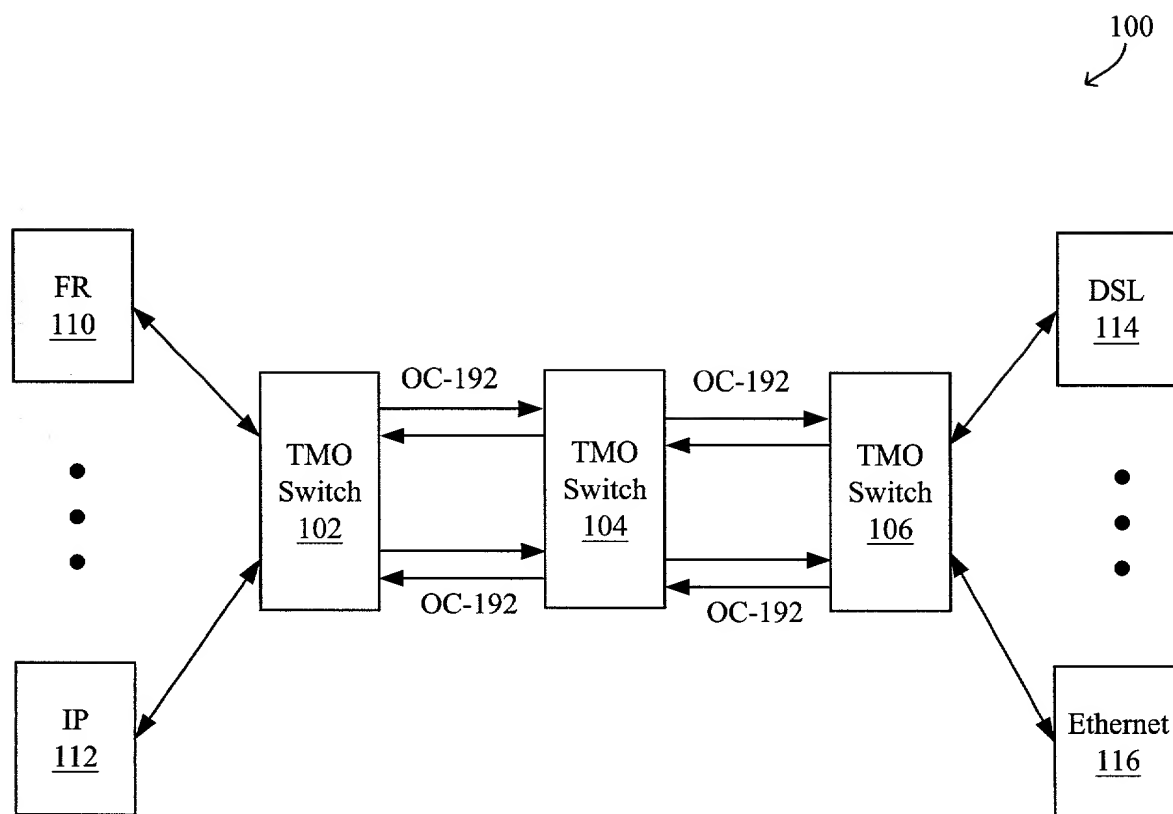 100
FR
110
DSL
114
OC-192
OC-192
TMO
Switch
102
TMO
Switch
104
TMO
Switch
106
OC-192
OC-192
IP
112
Ethernet
116